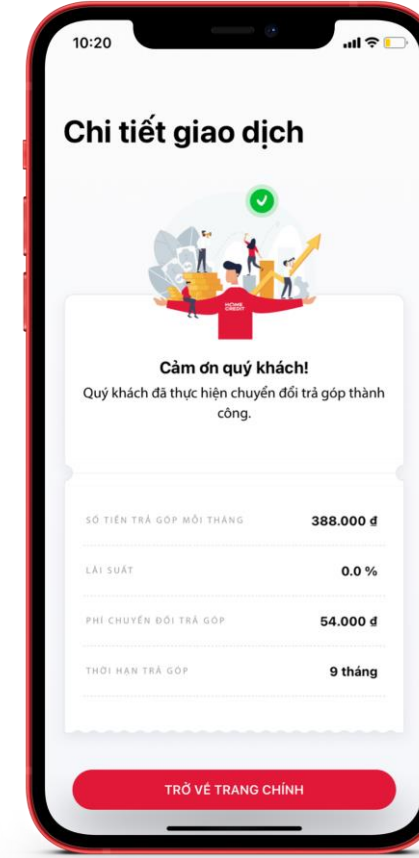 10:20
Chi tiết giao dịch
HOME
CREDIT
Cảm ơn quý khách!
Quý khách đã thực hiện chuyển đổi trả góp thành
công.
SỐ TIỀN TRẢ GÓP MỖI THÁNG 388.000 đ
LÃI SUẤT 0.0 %
PHÍ CHUYỂN ĐỔI TRẢ GÓP 54.000 đ
THỜI HẠN TRẢ GÓP 9 tháng
TRỞ VỀ TRANG CHÍNH